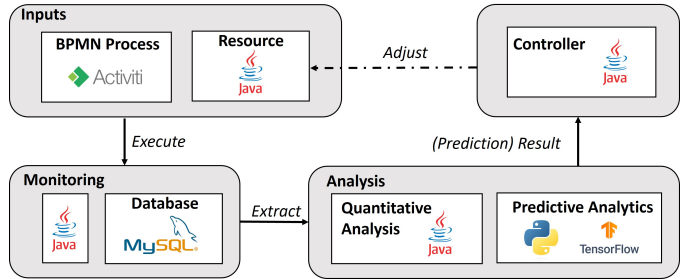 Inputs
BPMN Process
Activiti
Resource
Java
Adjust
Controller
Java
Execute
(Prediction) Result
Monitoring
Java
Database
MySQL®
Extract
Analysis
Quantitative
Analysis
Java
Predictive Analytics
TensorFlow